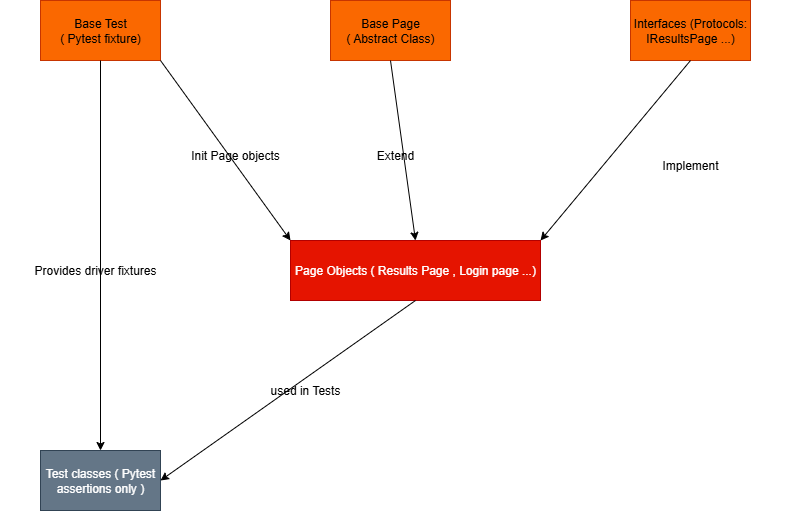 Base Test
( Pytest fixture)
Base Page
( Abstract Class)
Interfaces (Protocols:
IResultsPage ...)
Init Page objects
Extend
Implement
Provides driver fixtures
Page Objects ( Results Page , Login page ...)
used in Tests
Test classes ( Pytest
assertions only )